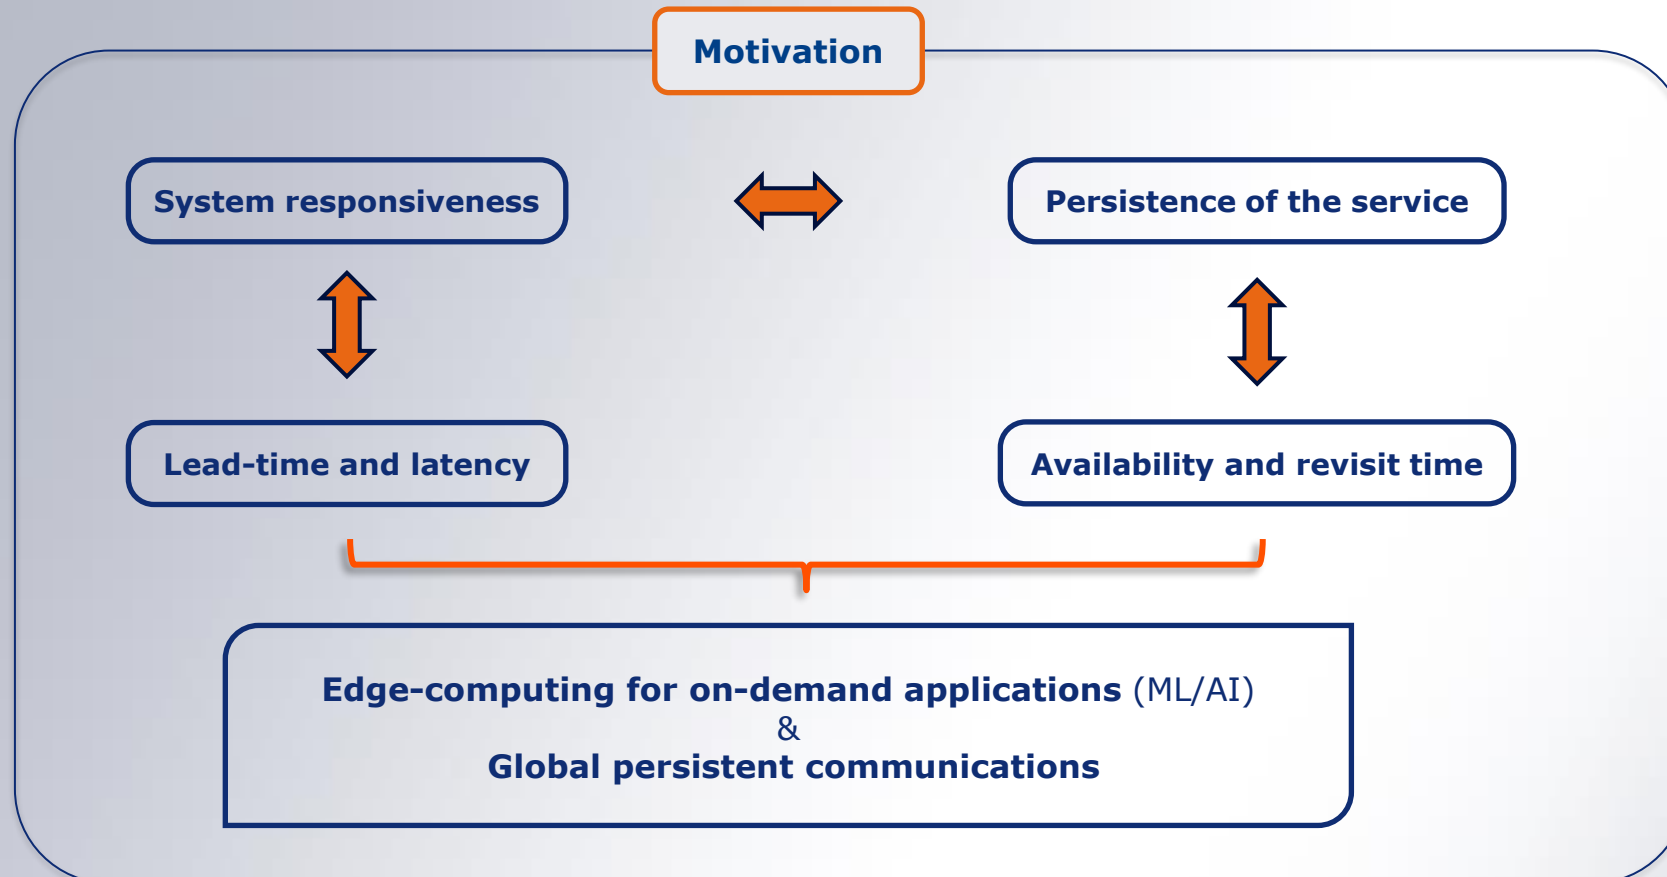 Motivation
System responsiveness
Persistence of the service
Lead-time and latency
Availability and revisit time
Edge-computing for on-demand applications (ML/AI)
&
Global persistent communications